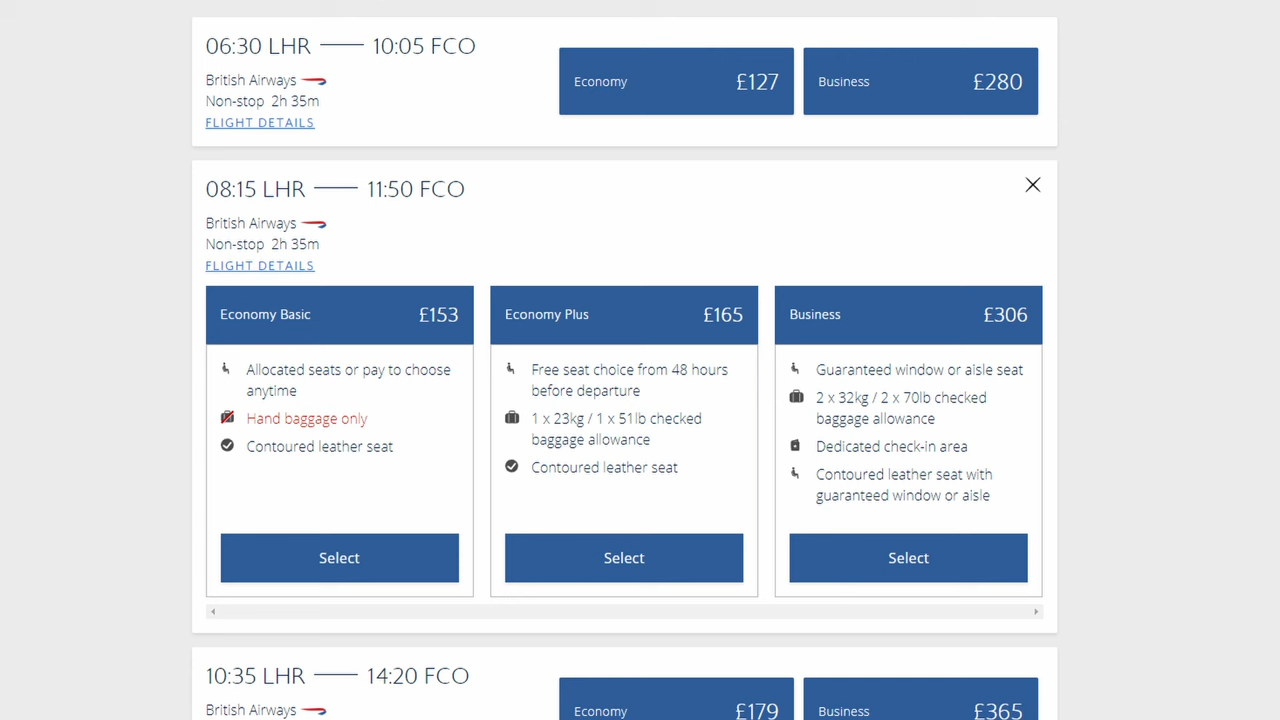 06:30 LHR 10:05 FCO
Economy £127 Business £280
British Airways
Non-stop 2h 35m
FLIGHT DETAILS
08:15 LHR 11:50 FCO
British Airways
Non-stop 2h 35m
FLIGHT DETAILS
Economy Basic £153
Allocated seats or pay to choose
anytime
Hand baggage only
Contoured leather seat
Select
Economy Plus £165
Free seat choice from 48 hours
before departure
1 x 23kg / 1 x 51lb checked
baggage allowance
Contoured leather seat
Select
Business £306
Guaranteed window or aisle seat
2 x 32kg / 2 x 70lb checked
baggage allowance
Dedicated check-in area
Contoured leather seat with
guaranteed window or aisle
Select
10:35 LHR 14:20 FCO
British Airways
Economy £179 Business £365